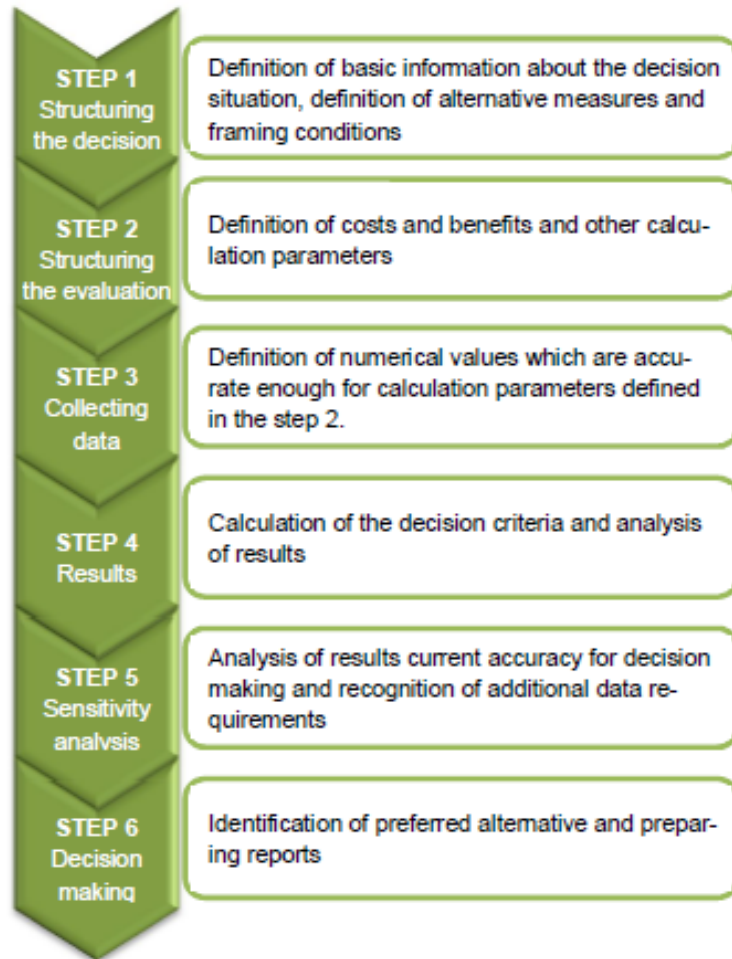 STEP 1
Structuring
the decision
Definition of basic information about the decision
situation, definition of alternative measures and
framing conditions
STEP 2
Structuring
the evaluation
Definition of costs and benefits and other calcu-
lation parameters
STEP 3
Collecting
data
Definition of numerical values which are accu-
rate enough for calculation parameters defined
in the step 2.
STEP 4
Results
Calculation of the decision criteria and analysis
of results
STEP 5
Sensitivity
analysis
Analysis of results current accuracy for decision
making and recognition of additional data re-
quirements
STEP 6
Decision
making
Identification of preferred alternative and prepar-
ing reports